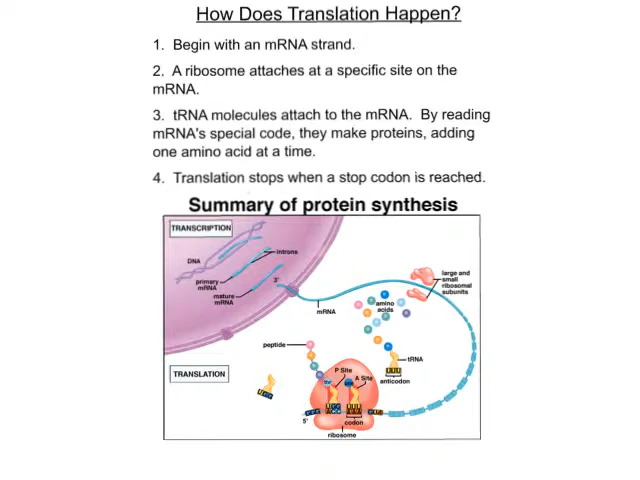 How Does Translation Happen?
1. Begin with an mRNA strand.
2. A ribosome attaches at a specific site on the
mRNA.
3. tRNA molecules attach to the mRNA. By reading
mRNA's special code, they make proteins, adding
one amino acid at a time.
4. Translation stops when a stop codon is reached.
Summary of protein synthesis
TRANSCRIPTION
DNA
introns
primary
mRNA
mature
mRNA
3'
mRNA
amino
acids
large and
small
ribosomal
subunits
peptide
tRNA
TRANSLATION
P Site
A Site
anticodon
5'
codon
ribosome